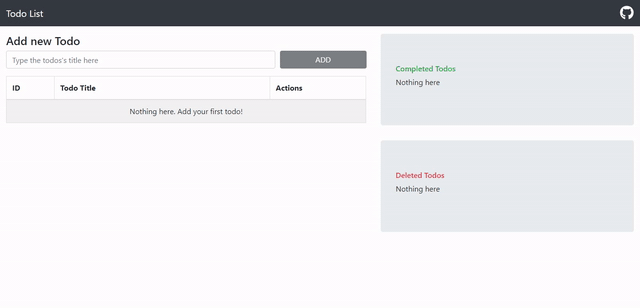 Todo List
Add new Todo
Type the todos's title here
ADD
ID Todo Title Actions
Nothing here. Add your first todo!
Completed Todos
Nothing here
Deleted Todos
Nothing here